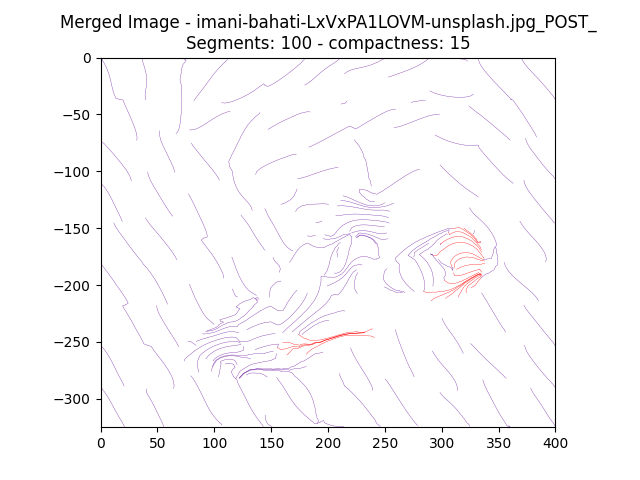 Merged Image - imani-bahati-LxVxPA1LOVM-unsplash.jpg_POST_
Segments: 100 - compactness: 15
0
−50
−100
−150
−200
−250
−300
0 50 100 150 200 250 300 350 400